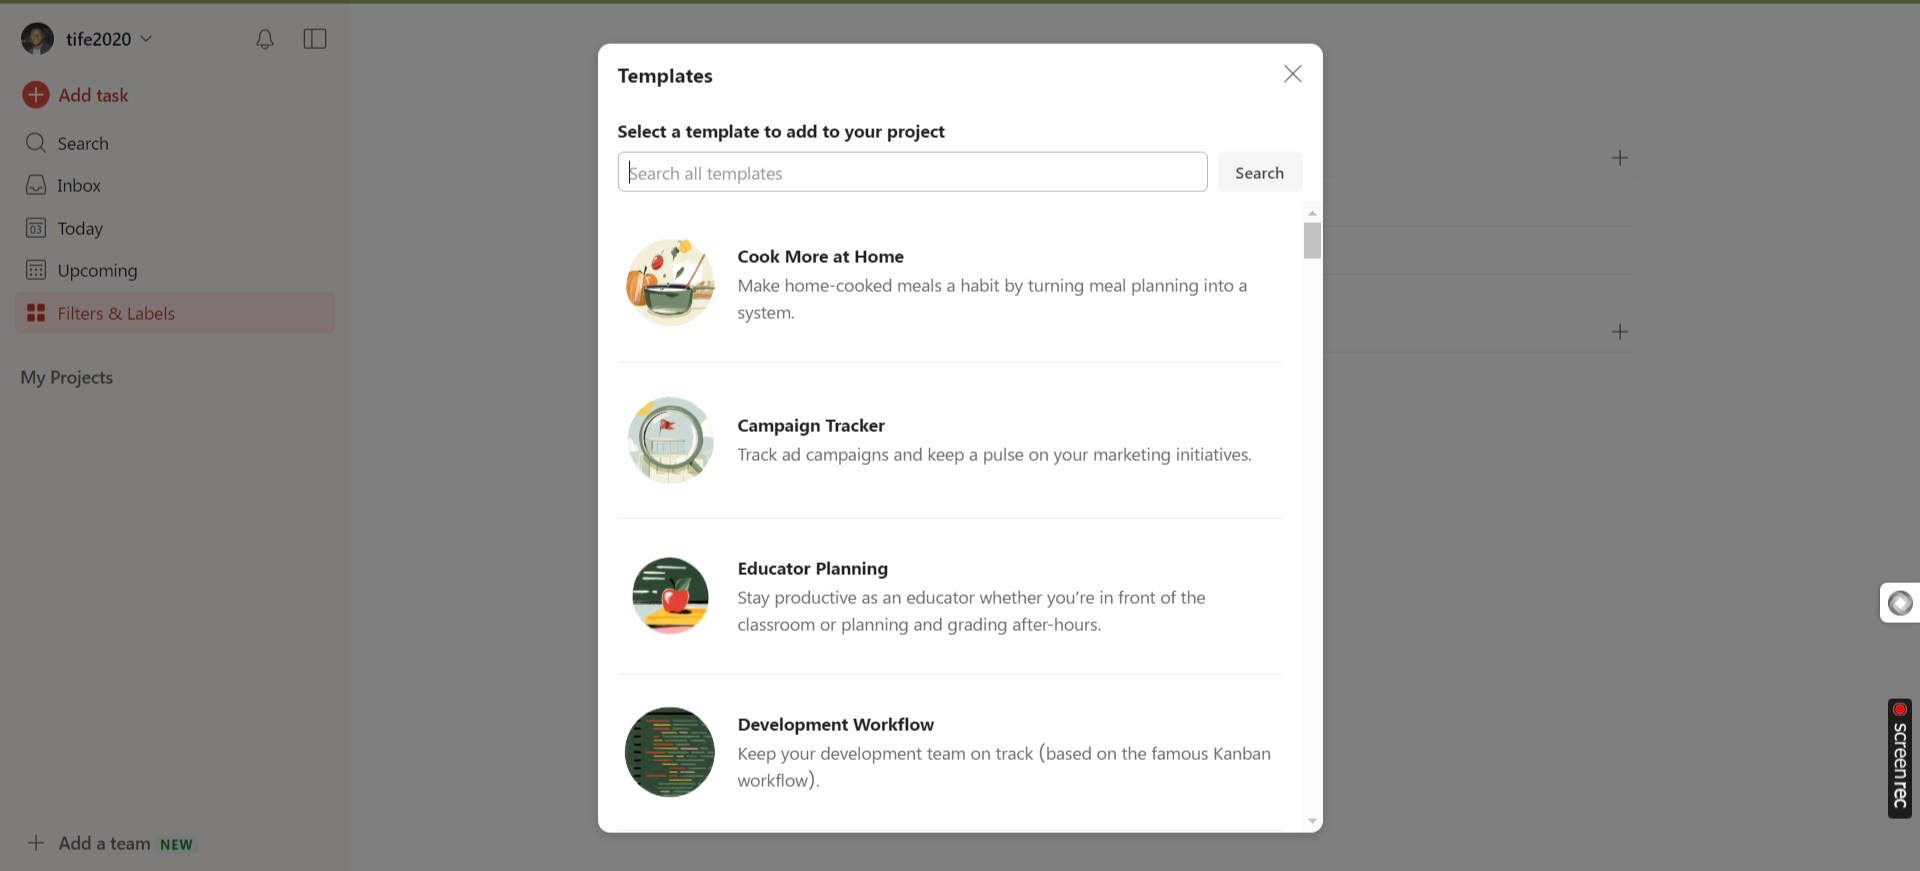 tife2020
Add task
Search
Inbox
03
Today
Upcoming
Filters & Labels
My Projects
Add a team NEW
Templates
Select a template to add to your project
Search all templates
Search
Cook More at Home
Make home-cooked meals a habit by turning meal planning into a
system.
Campaign Tracker
Track ad campaigns and keep a pulse on your marketing initiatives.
Educator Planning
Stay productive as an educator whether you’re in front of the
classroom or planning and grading after-hours.
Development Workflow
Keep your development team on track (based on the famous Kanban
workflow).
screenrec